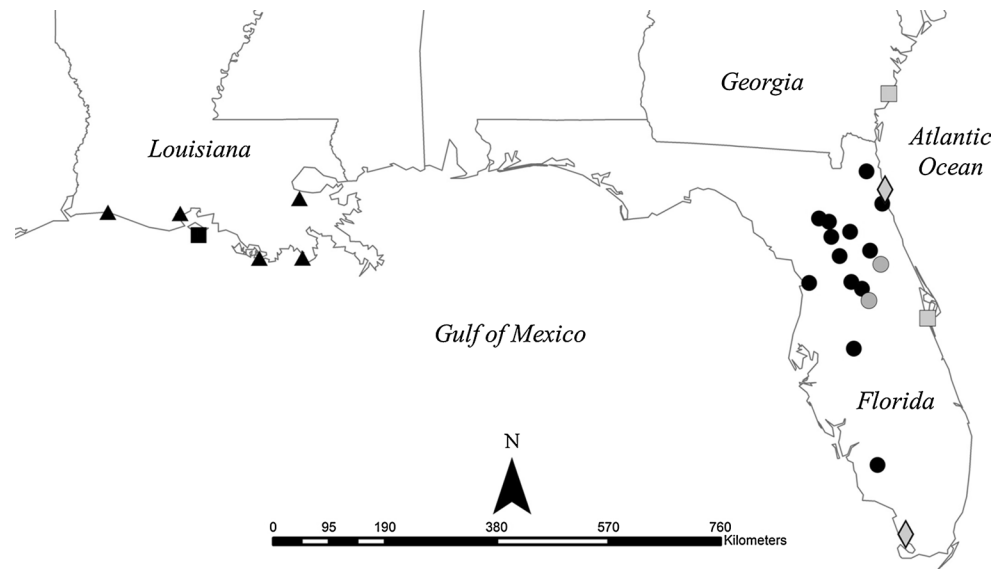 Georgia
Atlantic
Ocean
Louisiana
Gulf of Mexico
Florida
N
0 95 190 380 570 760
Kilometers